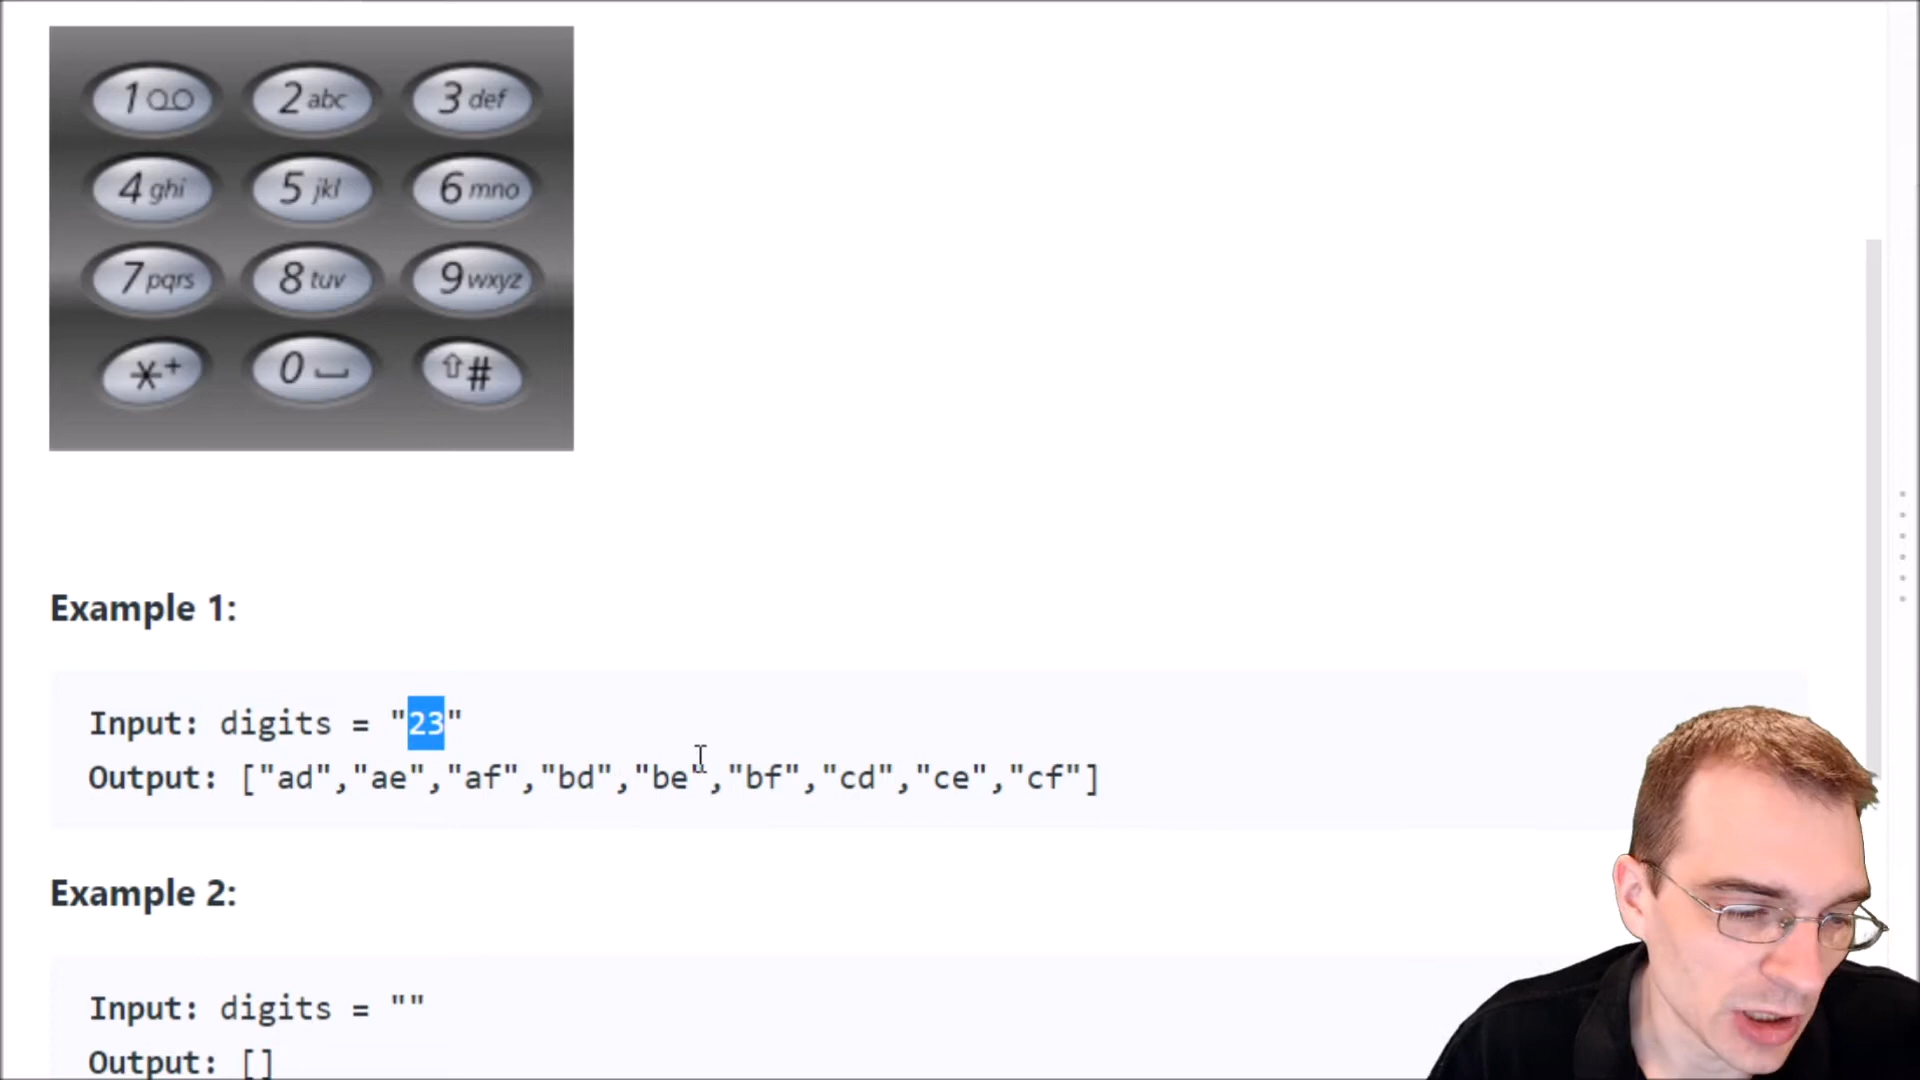 1 2 abc 3 def
4 ghi 5 jkl 6 mno
7 pqrs 8 tuv 9 wxyz
*+ 0 #
Example 1:
Input: digits = "23"
Output: ["ad","ae","af","bd","be","bf","cd","ce","cf"]
Example 2:
Input: digits = ""
Output: []